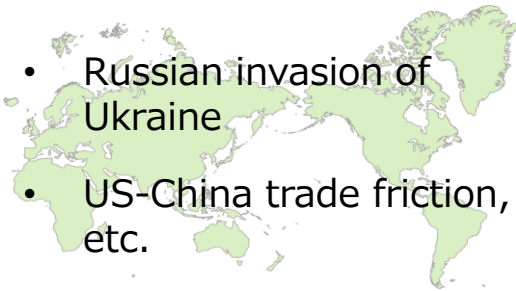 • Russian invasion of
Ukraine
• US-China trade friction,
etc.